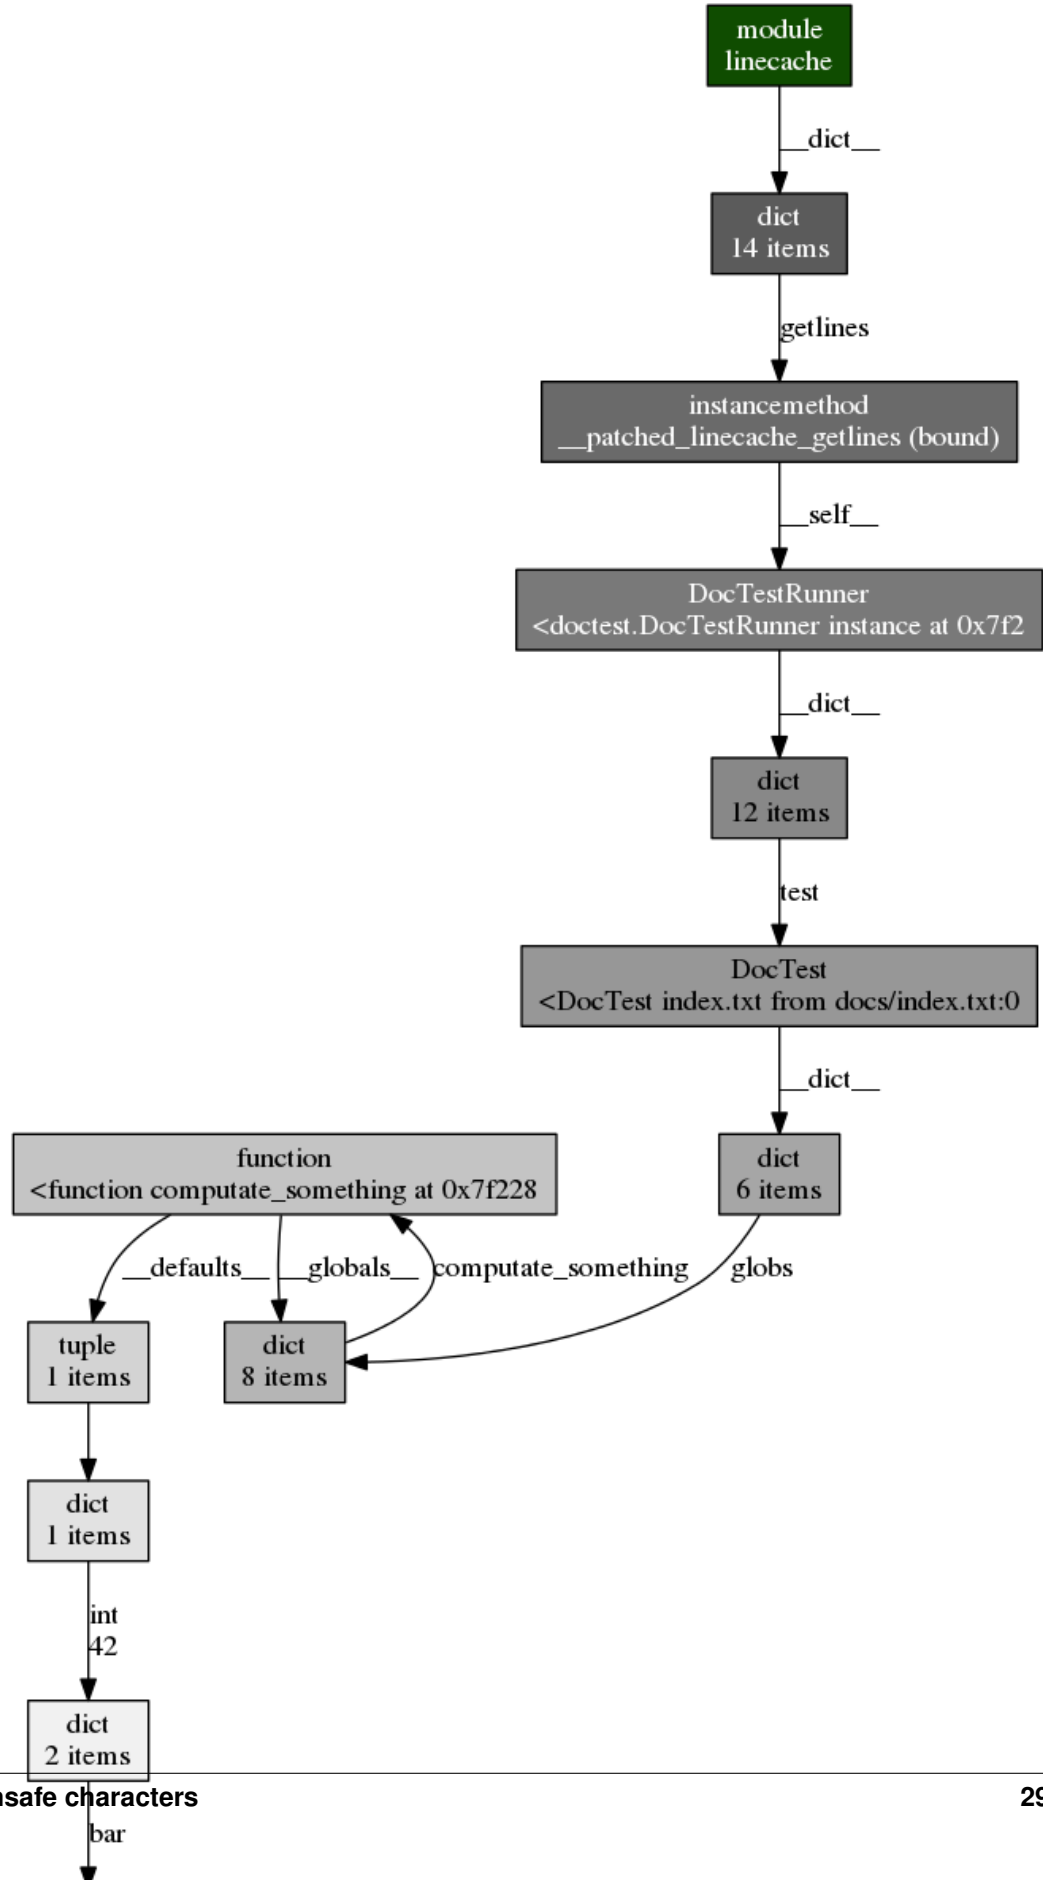 module
linecache
__dict__
dict
14 items
getlines
instancemethod
__patched_linecache_getlines (bound)
__self__
DocTestRunner
<doctest.DocTestRunner instance at 0x7f2
__dict__
dict
12 items
test
DocTest
<DocTest index.txt from docs/index.txt:0
__dict__
function
<function computate_something at 0x7f228
dict
6 items
__defaults__ __globals__ computate_something globs
tuple
1 items
dict
8 items
dict
1 items
int
42
dict
2 items
characters
bar